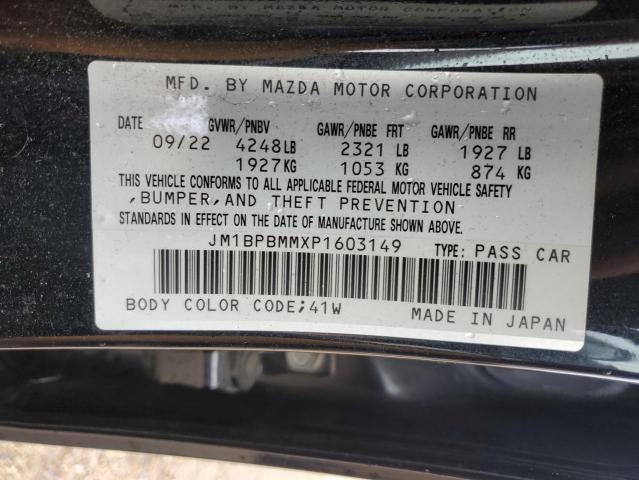 MFD. BY MAZDA MOTOR CORPORATION
DATE GVWR/PNBV GAWR/PNBE FRT GAWR/PNBE RR
09/22 4248LB 2321 LB 1927 LB
1927KG 1053 KG 874 KG
THIS VEHICLE CONFORMS TO ALL APPLICABLE FEDERAL MOTOR VEHICLE SAFETY
,BUMPER,AND THEFT PREVENTION
STANDARDS IN EFFECT ON THE DATE OF MANUFACTURE SHOWN ABOVE.
JM1BPBMMXP1603149 TYPE: PASS CAR
BODY COLOR CODE;41W MADE IN JAPAN